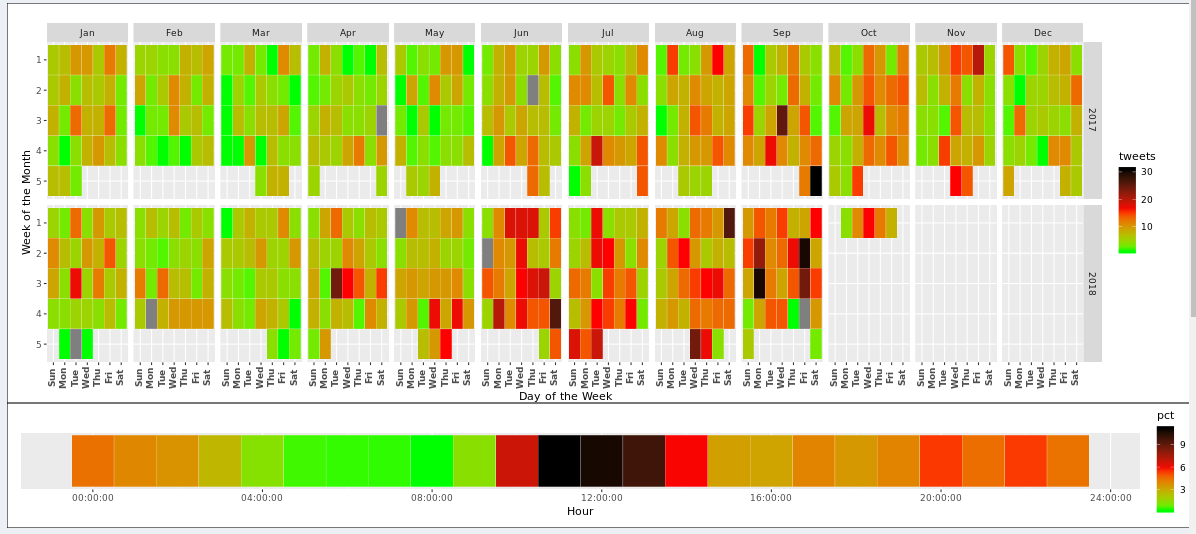 Jan Feb Mar Apr May Jun Jul Aug Sep Oct Nov Dec
1
2
3
4
5
2017
1
2
3
4
5
2018
Week of the Month
Sun Mon Tue Wed Thu Fri Sat Sun Mon Tue Wed Thu Fri Sat Sun Mon Tue Wed Thu Fri Sat Sun Mon Tue Wed Thu Fri Sat Sun Mon Tue Wed Thu Fri Sat Sun Mon Tue Wed Thu Fri Sat Sun Mon Tue Wed Thu Fri Sat Sun Mon Tue Wed Thu Fri Sat Sun Mon Tue Wed Thu Fri Sat Sun Mon Tue Wed Thu Fri Sat Sun Mon Tue Wed Thu Fri Sat Sun Mon Tue Wed Thu Fri Sat
Day of the Week
tweets
30
20
10
pct
9
6
3
00:00:00 04:00:00 08:00:00 12:00:00 16:00:00 20:00:00 24:00:00
Hour